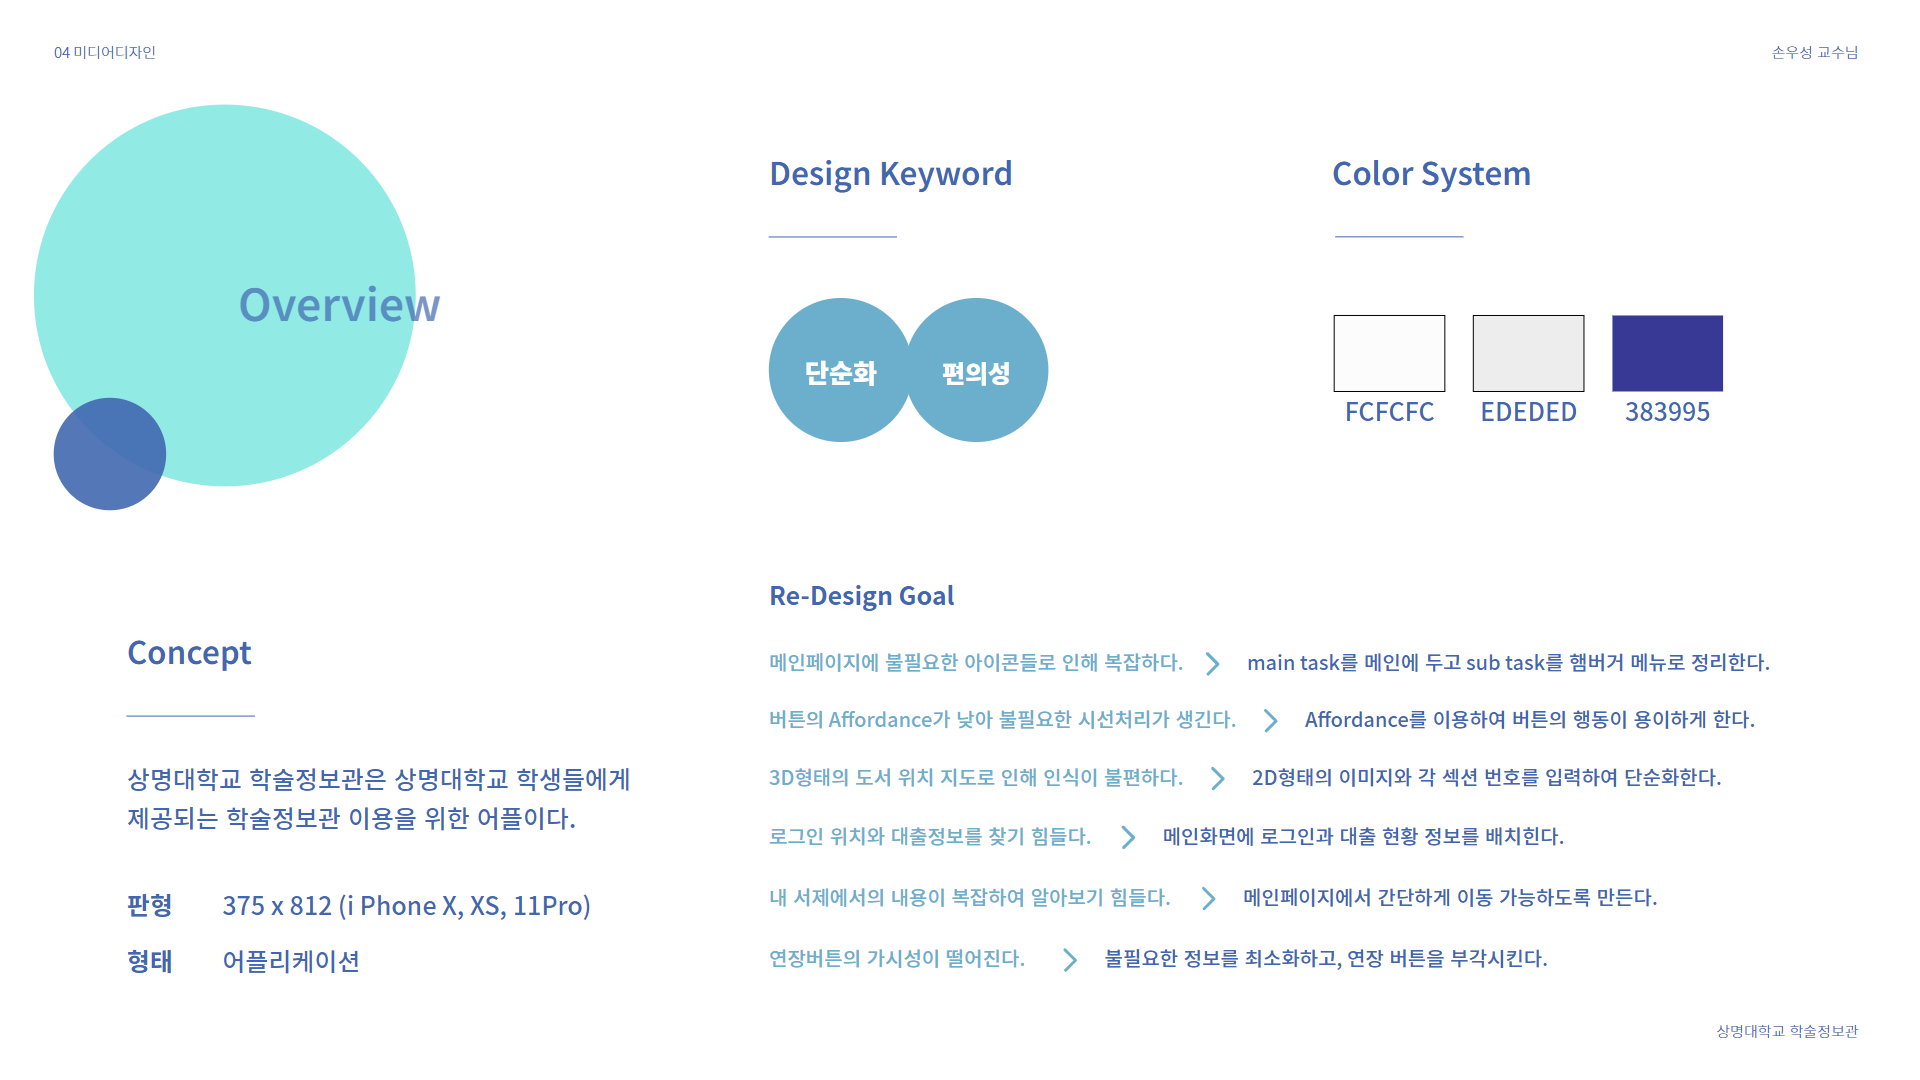 04 미디어디자인
손우성 교수님
Overview
Design Keyword
단순화
편의성
Color System
FCFCFC
EDEDED
383995
Concept
상명대학교 학술정보관은 상명대학교 학생들에게
제공되는 학술정보관 이용을 위한 어플이다.
판형 375 x 812 (i Phone X, XS, 11Pro)
형태 어플리케이션
Re-Design Goal
메인페이지에 불필요한 아이콘들로 인해 복잡하다. > main task를 메인에 두고 sub task를 햄버거 메뉴로 정리한다.
버튼의 Affordance가 낮아 불필요한 시선처리가 생긴다. > Affordance를 이용하여 버튼의 행동이 용이하게 한다.
3D형태의 도서 위치 지도로 인해 인식이 불편하다. > 2D형태의 이미지와 각 섹션 번호를 입력하여 단순화한다.
로그인 위치와 대출정보를 찾기 힘들다. > 메인화면에 로그인과 대출 현황 정보를 배치힌다.
내 서제에서의 내용이 복잡하여 알아보기 힘들다. > 메인페이지에서 간단하게 이동 가능하도록 만든다.
연장버튼의 가시성이 떨어진다. > 불필요한 정보를 최소화하고, 연장 버튼을 부각시킨다.
상명대학교 학술정보관